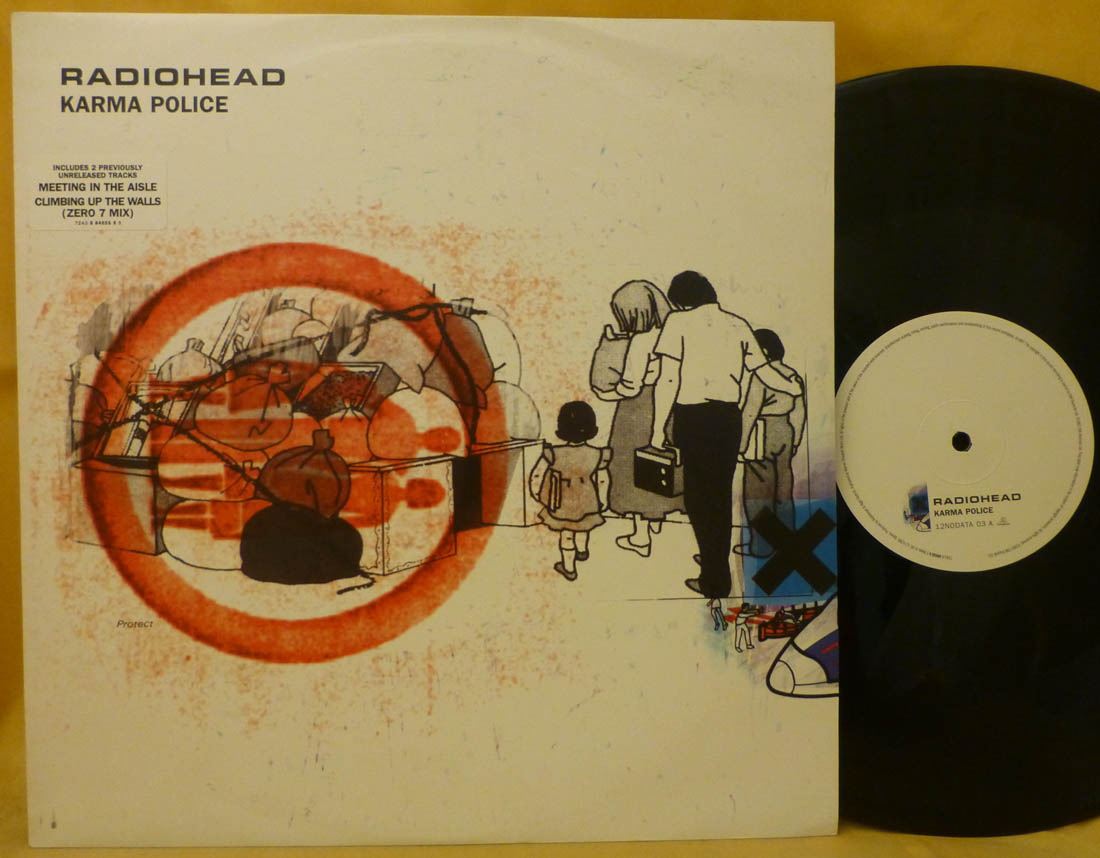 RADIOHEAD
KARMA POLICE
INCLUDES 2 PREVIOUSLY
UNRELEASED TRACKS
MEETING IN THE AISLE
CLIMBING UP THE WALLS
(ZERO 7 MIX)
Protect
RADIOHEAD
KARMA POLICE
12NODATA 03 A